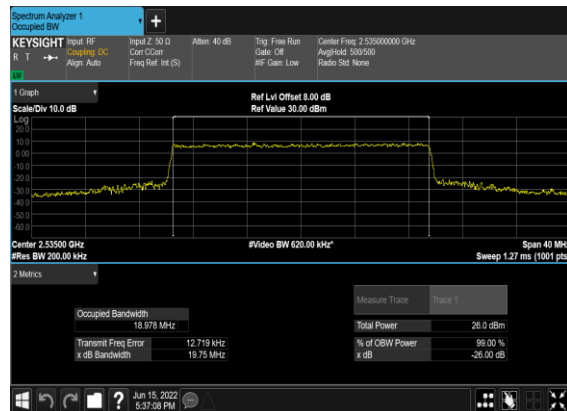 Spectrum Analyzer 1
Occupied BW
+
KEYSIGHT Input: RF Input Z: 50 Ω Atten: 40 dB Trig: Free Run Center Freq: 2.535000000 GHz
R T Coupling: DC Corr CCorr Gate: Off Avg|Hold: 500/500
Align: Auto Freq Ref: Int (S) #IF Gain: Low Radio Std: None
1 Graph
Ref Lvl Offset 8.00 dB
Scale/Div 10.0 dB Ref Value 30.00 dBm
Log
20.0
10.0
0.00
-10.0
-20.0
-30.0
-40.0
-50.0
-60.0
Center 2.53500 GHz #Video BW 620.00 kHz* Span 40 MHz
#Res BW 200.00 kHz Sweep 1.27 ms (1001 pts
2 Metrics
Measure Trace Trace 1
Occupied Bandwidth
18.978 MHz Total Power 26.0 dBm
Transmit Freq Error 12.719 kHz % of OBW Power 99.00 %
x dB Bandwidth 19.75 MHz x dB -26.00 dB
? Jun 15, 2022
5:37:08 PM